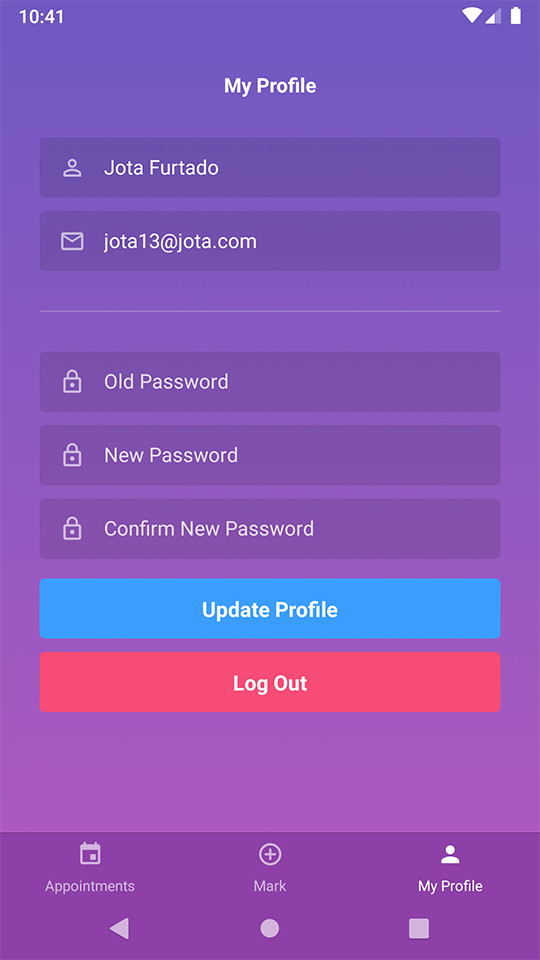 10:41
My Profile
Jota Furtado
jota13@jota.com
Old Password
New Password
Confirm New Password
Update Profile
Log Out
Appointments
Mark
My Profile